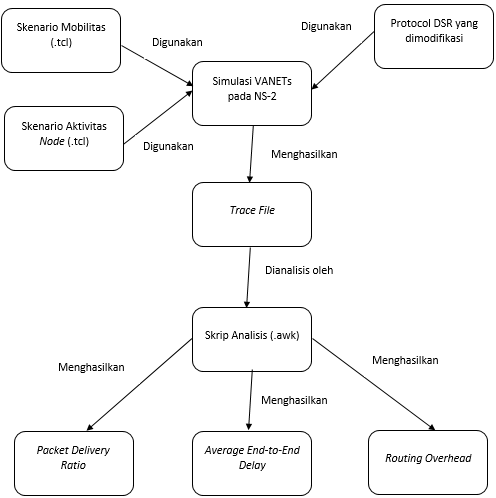 Skenario Mobilitas
(.tcl)
Digunakan
Digunakan
Protocol DSR yang
dimodifikasi
Simulasi VANETs
pada NS-2
Skenario Aktivitas
Node (.tcl)
Digunakan
Menghasilkan
Trace File
Dianalisis oleh
Skrip Analisis (.awk)
Menghasilkan
Menghasilkan
Menghasilkan
Packet Delivery
Ratio
Average End-to-End
Delay
Routing Overhead